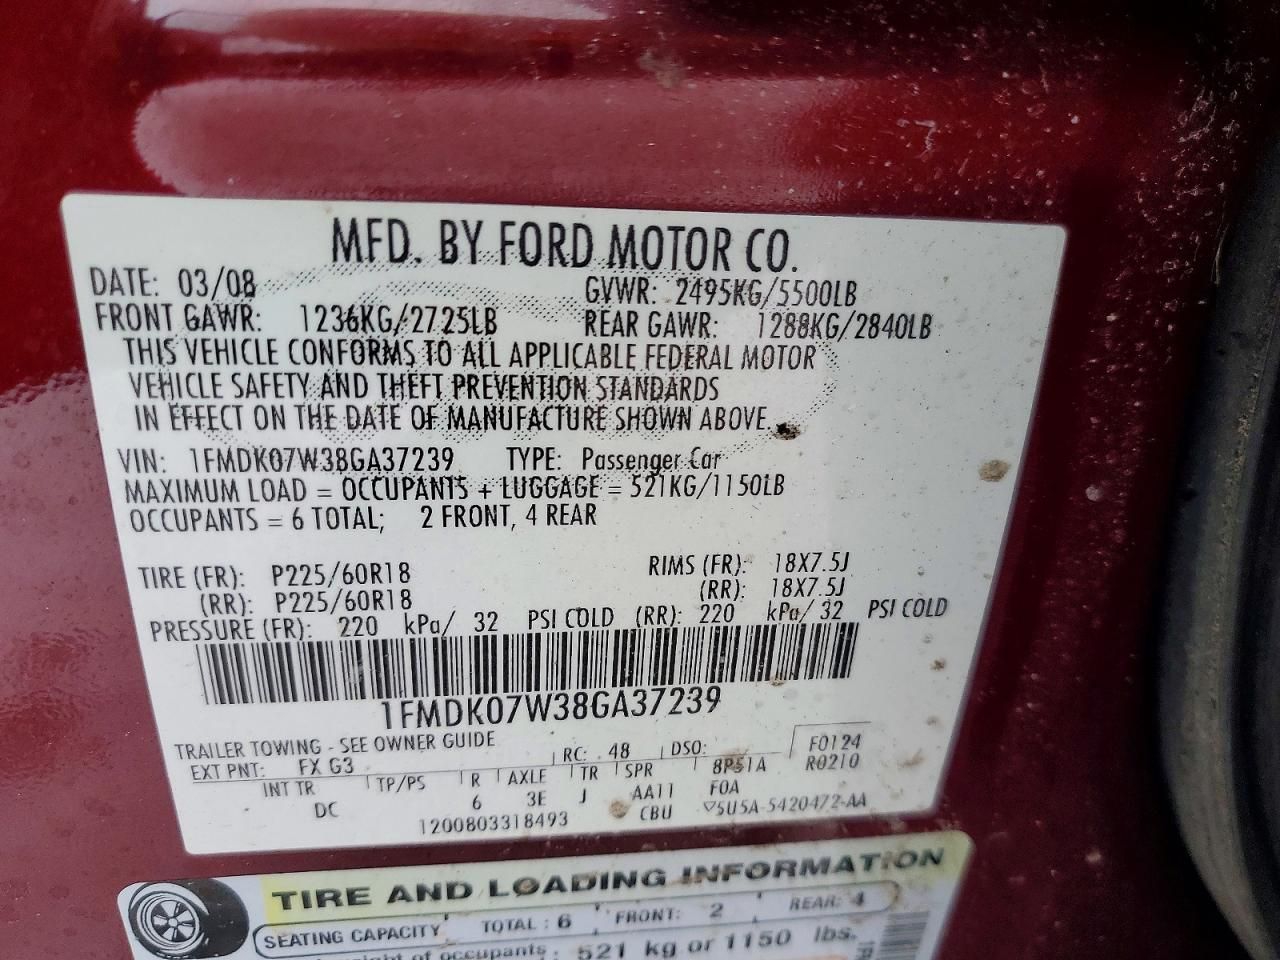 MFD. BY FORD MOTOR CO.
DATE: 03/08 GVWR: 2495KG/5500LB
FRONT GAWR: 1236KG/2725LB REAR GAWR: 1288KG/2840LB
THIS VEHICLE CONFORMS TO ALL APPLICABLE FEDERAL MOTOR
VEHICLE SAFETY AND THEFT PREVENTION STANDARDS
IN EFFECT ON THE DATE OF MANUFACTURE SHOWN ABOVE.
VIN: 1FMDK07W38GA37239 TYPE: Passenger Car
MAXIMUM LOAD = OCCUPANTS + LUGGAGE = 521KG/1150LB
OCCUPANTS = 6 TOTAL; 2 FRONT, 4 REAR
TIRE (FR): P225/60R18 RIMS (FR): 18X7.5J
(RR): P225/60R18 (RR): 18X7.5J
PRESSURE (FR): 220 kPa/ 32 PSI COLD (RR): 220 kPa/ 32 PSI COLD
1FMDK07W38GA37239
TRAILER TOWING - SEE OWNER GUIDE
EXT PNT: FX G3 RC: 48 DSO: F0124
R0210
INT TR TP/PS R AXLE TR SPR 8P51A
DC 6 3E J AA11 FOA
1200803318493 CBU 5U5A-5420472-AA
TIRE AND LOADING INFORMATION
SEATING CAPACITY TOTAL: 6 FRONT: 2 REAR: 4
of occupants: 521 kg or 1150 lbs.